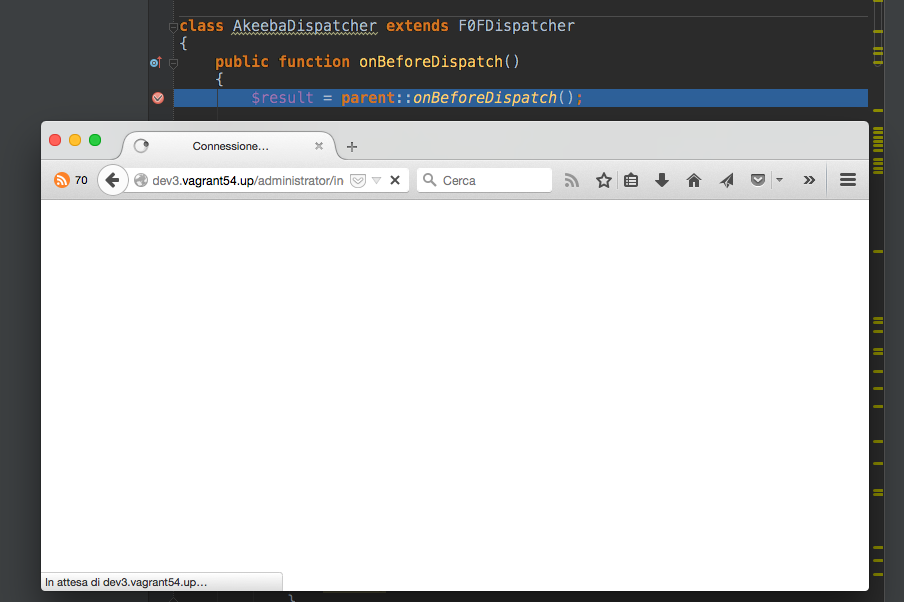 class AkeebaDispatcher extends F0FDispatcher
{
public function onBeforeDispatch()
{
$result = parent::onBeforeDispatch();
Connessione…
70
dev3.vagrant54.up/administrator/in
Cerca
In attesa di dev3.vagrant54.up…
}